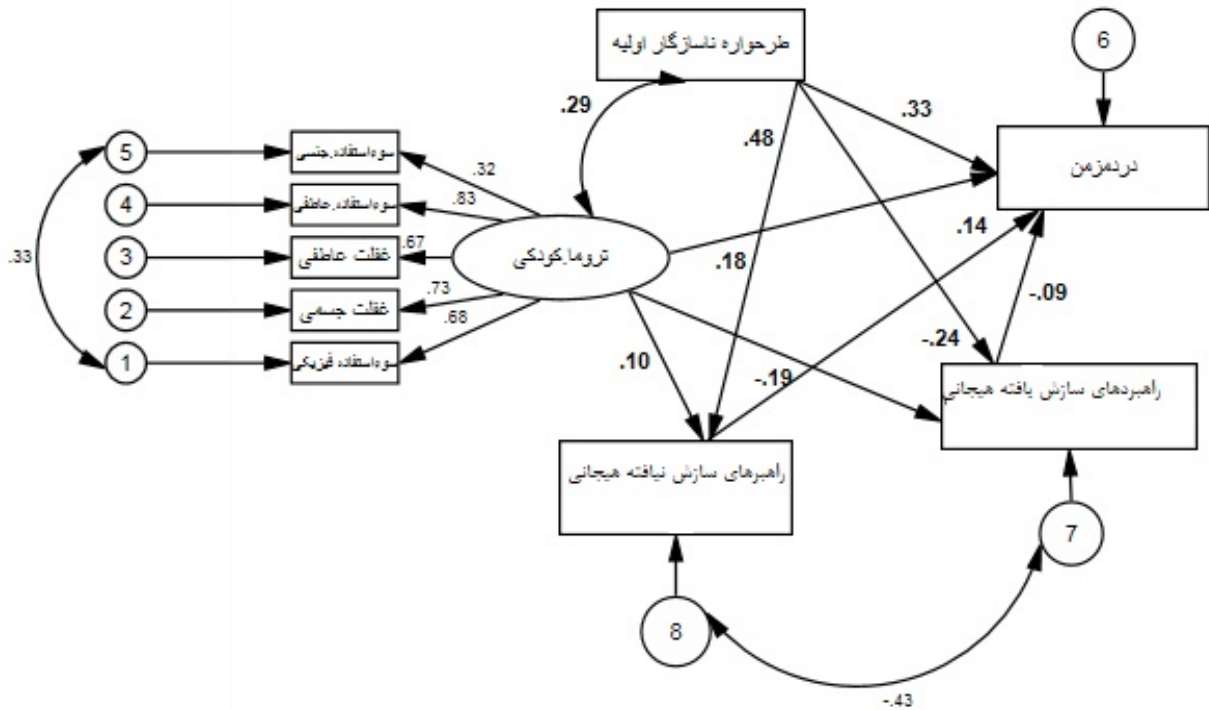 طرحواره ناسازگار اولیه
6
.29
.33
.48
دردمزمن
5
سوءاستفاده.جنسی
.32
4
سوءاستفاده.عاطفی
.83
3
غفلت عاطفی
.67
تروما.کودکی
.33
.18
.14
2
غفلت جسمی
.73
-.09
1
سوءاستفاده فیزیکی
.68
.10
-.19
-.24
راهبردهای سازش یافته هیجانی
راهبرهای سازش نیافته هیجانی
7
8
-.43